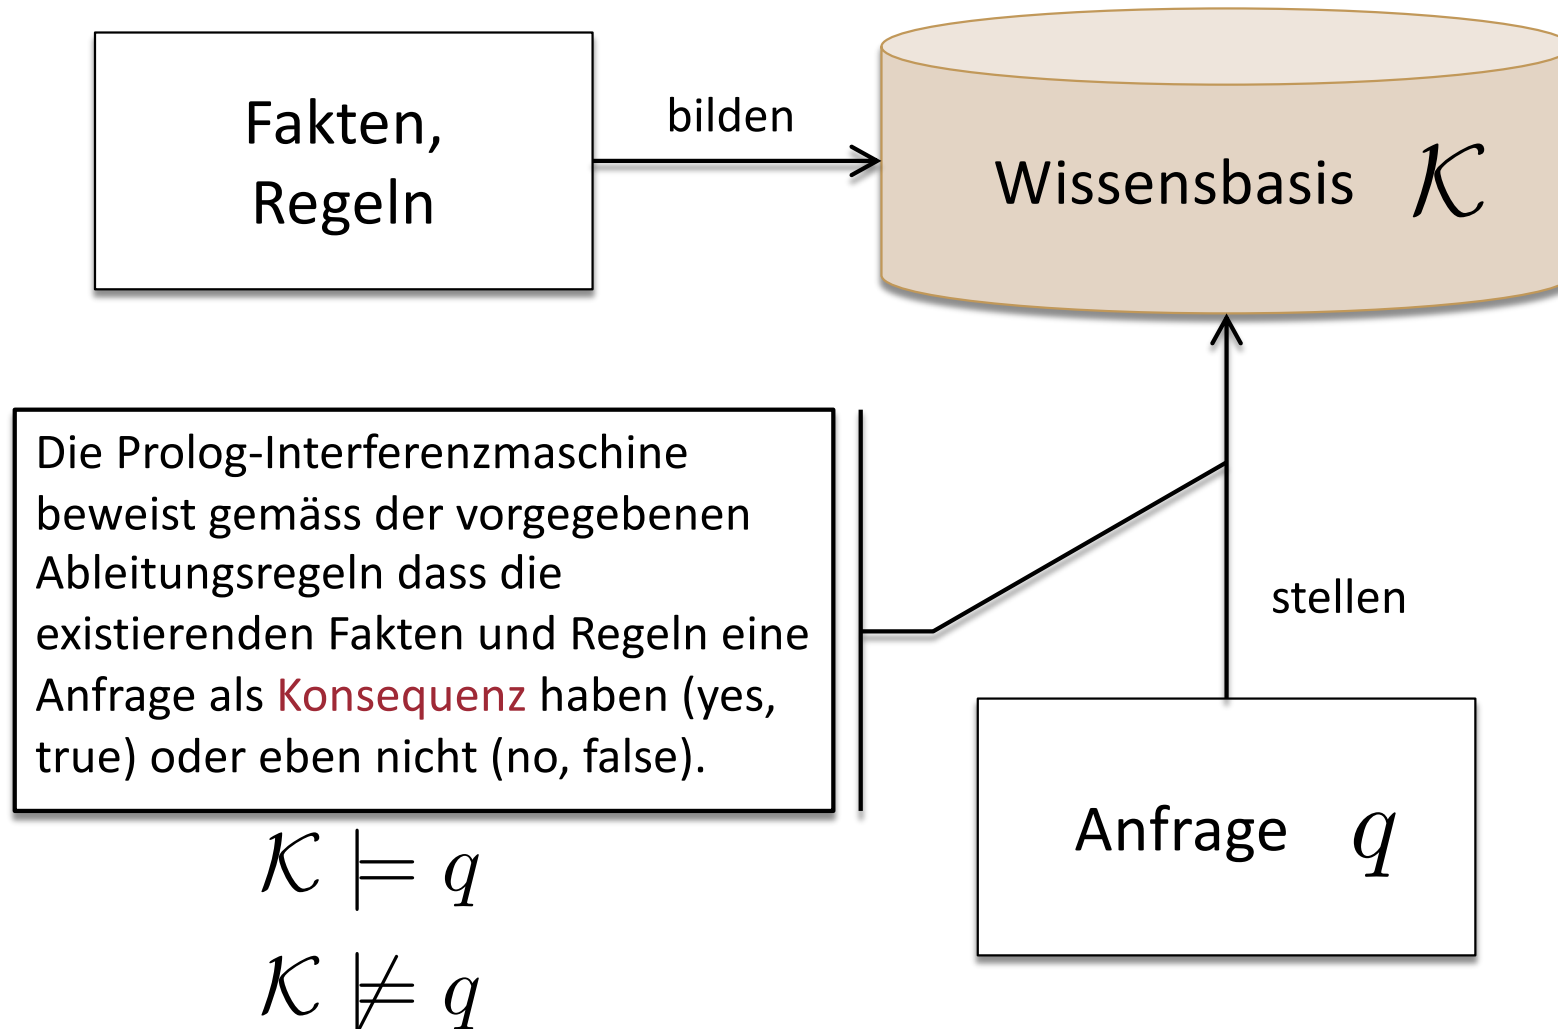 Fakten,
Regeln
bilden
Wissensbasis 𝒦
Die Prolog-Interferenzmaschine
beweist gemäss der vorgegebenen
Ableitungsregeln dass die
existierenden Fakten und Regeln eine
Anfrage als Konsequenz haben (yes,
true) oder eben nicht (no, false).
stellen
Anfrage q
𝒦 ⊨ q
𝒦 ⊭ q